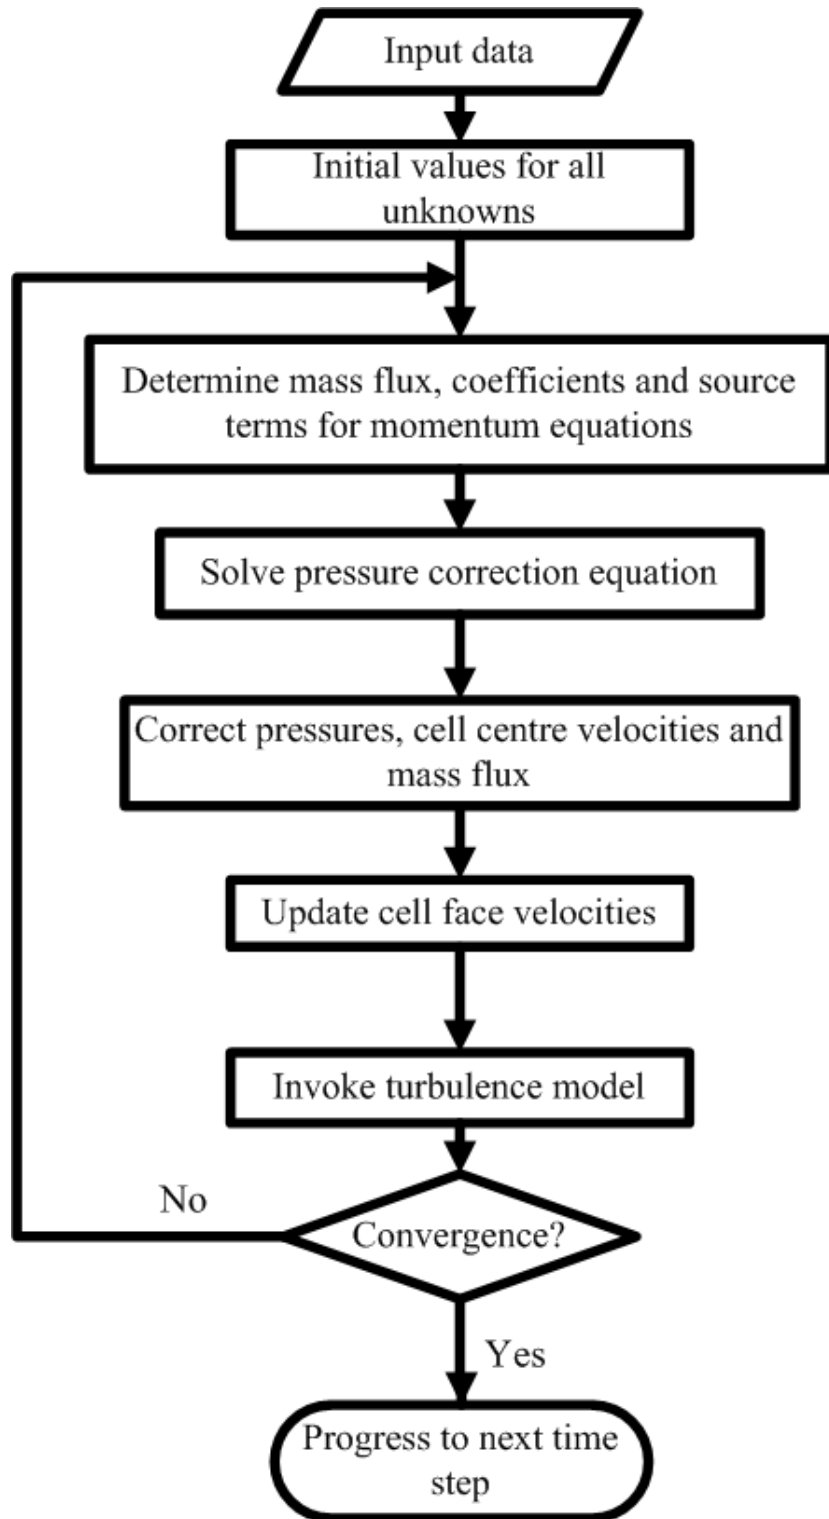 Input data
Initial values for all
unknowns
Determine mass flux, coefficients and source
terms for momentum equations
Solve pressure correction equation
Correct pressures, cell centre velocities and
mass flux
Update cell face velocities
Invoke turbulence model
No
Convergence?
Yes
Progress to next time
step